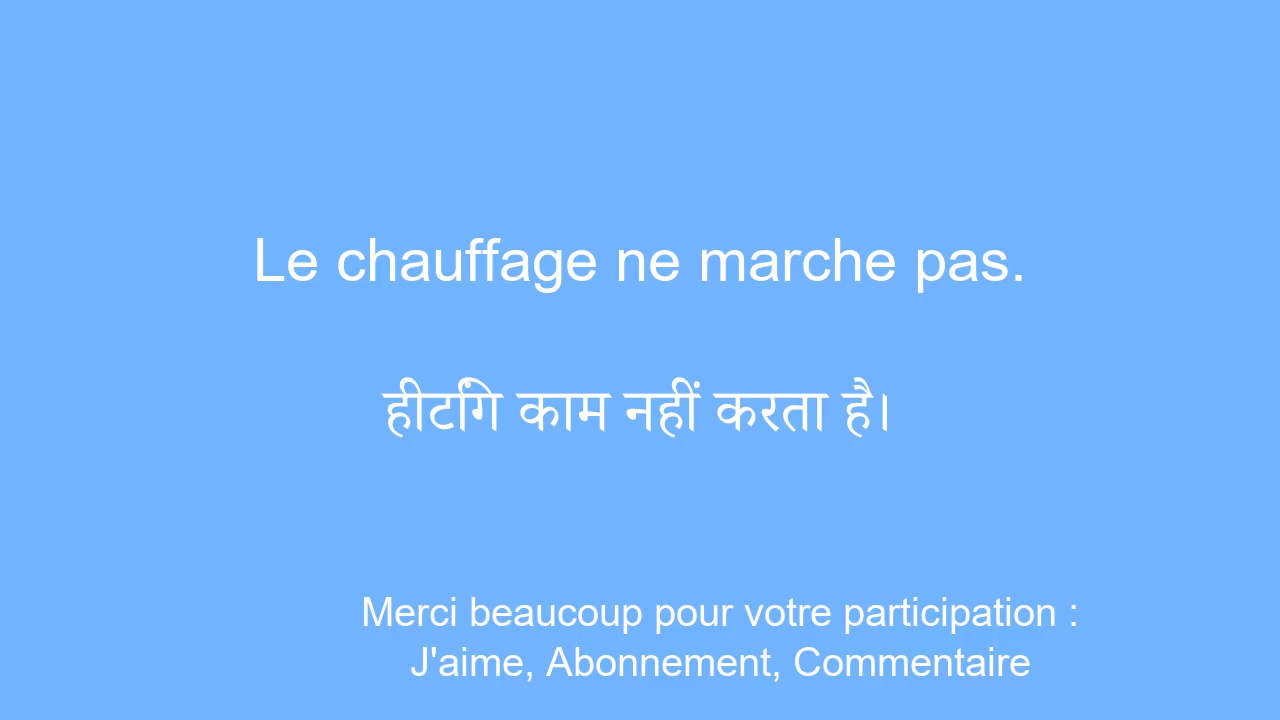 Le chauffage ne marche pas.
हीटिंग काम नहीं करता है।
Merci beaucoup pour votre participation :
J'aime, Abonnement, Commentaire